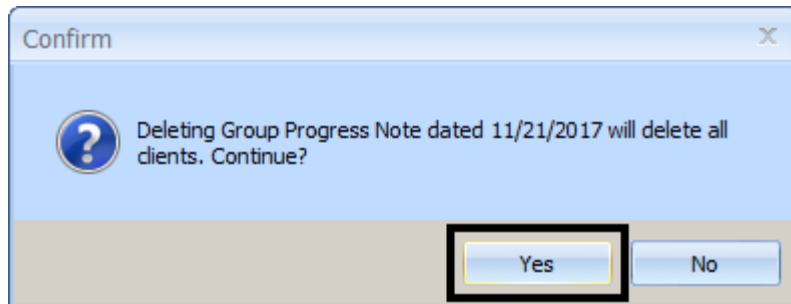 Confirm
Deleting Group Progress Note dated 11/21/2017 will delete all
clients. Continue?
Yes
No